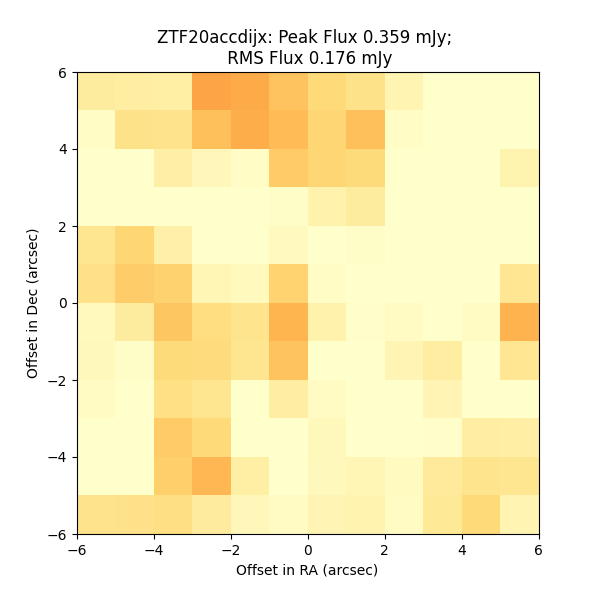 ZTF20accdijx: Peak Flux 0.359 mJy;
RMS Flux 0.176 mJy
6
4
2
0
−2
−4
−6
Offset in Dec (arcsec)
−6 −4 −2 0 2 4 6
Offset in RA (arcsec)